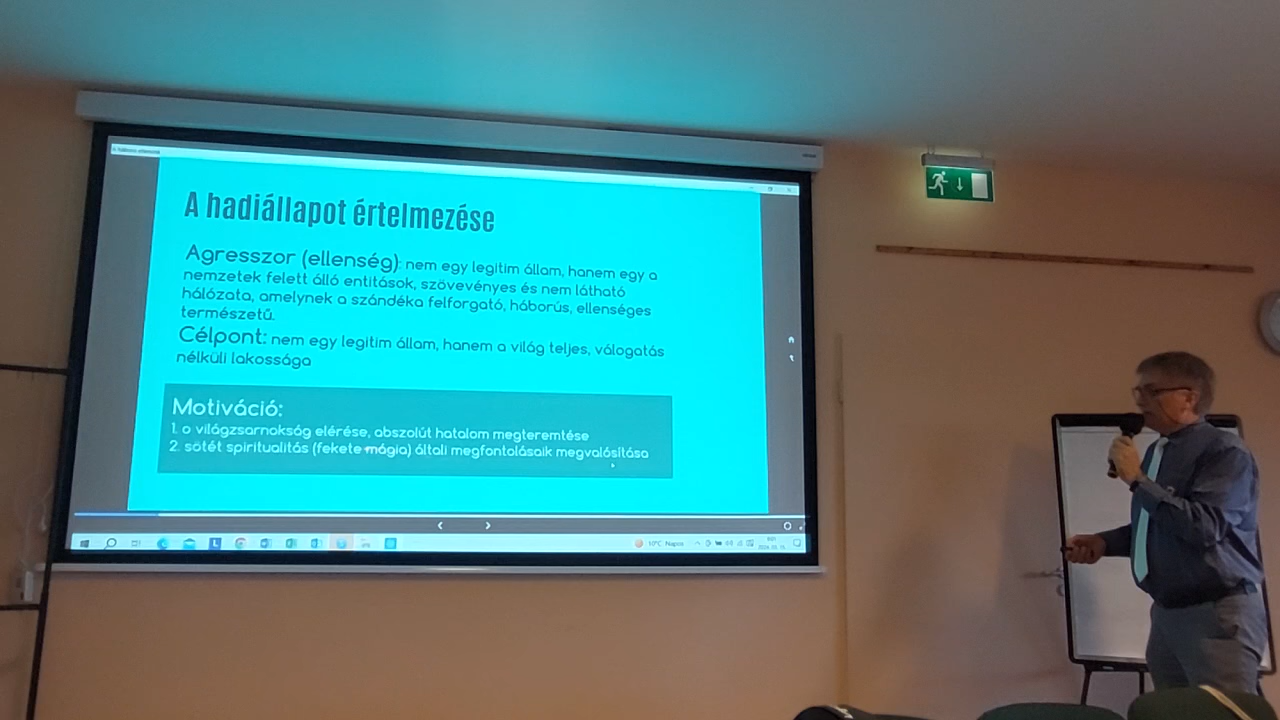 A hadiállapot értelmezése
Agresszor (ellenség): nem egy legitim állam, hanem egy a
nemzetek felett álló entitások, szövevényes és nem látható
hálózata, amelynek a szándéka felforgató, háborús, ellenséges
természetű.
Célpont: nem egy legitim állam, hanem a világ teljes, válogatás
nélküli lakossága
Motiváció:
1. a világzsarnokság elérése, abszolút hatalom megteremtése
2. sötét spiritualitás (fekete mágia) általi megfontolásaik megvalósítása
10°C Napos